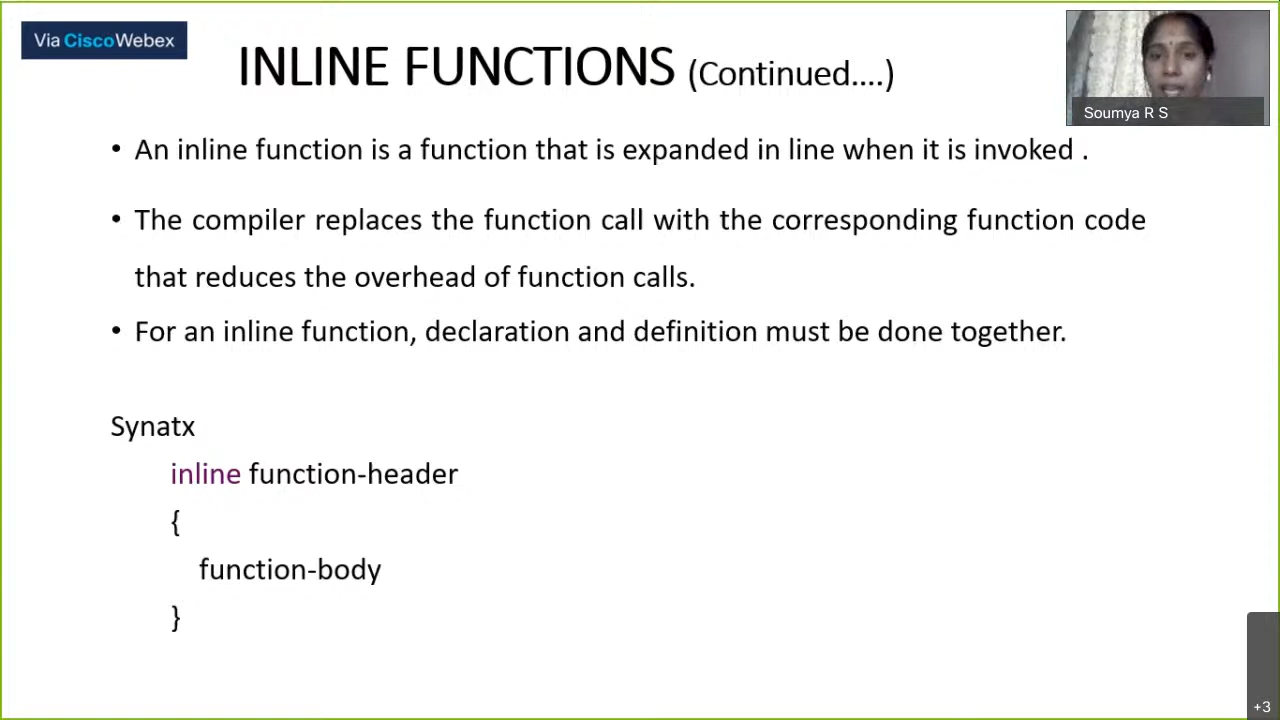 Via CiscoWebex
INLINE FUNCTIONS (Continued....)
Soumya R S
• An inline function is a function that is expanded in line when it is invoked .
• The compiler replaces the function call with the corresponding function code
that reduces the overhead of function calls.
• For an inline function, declaration and definition must be done together.
Synatx
inline function-header
{
function-body
}
+3